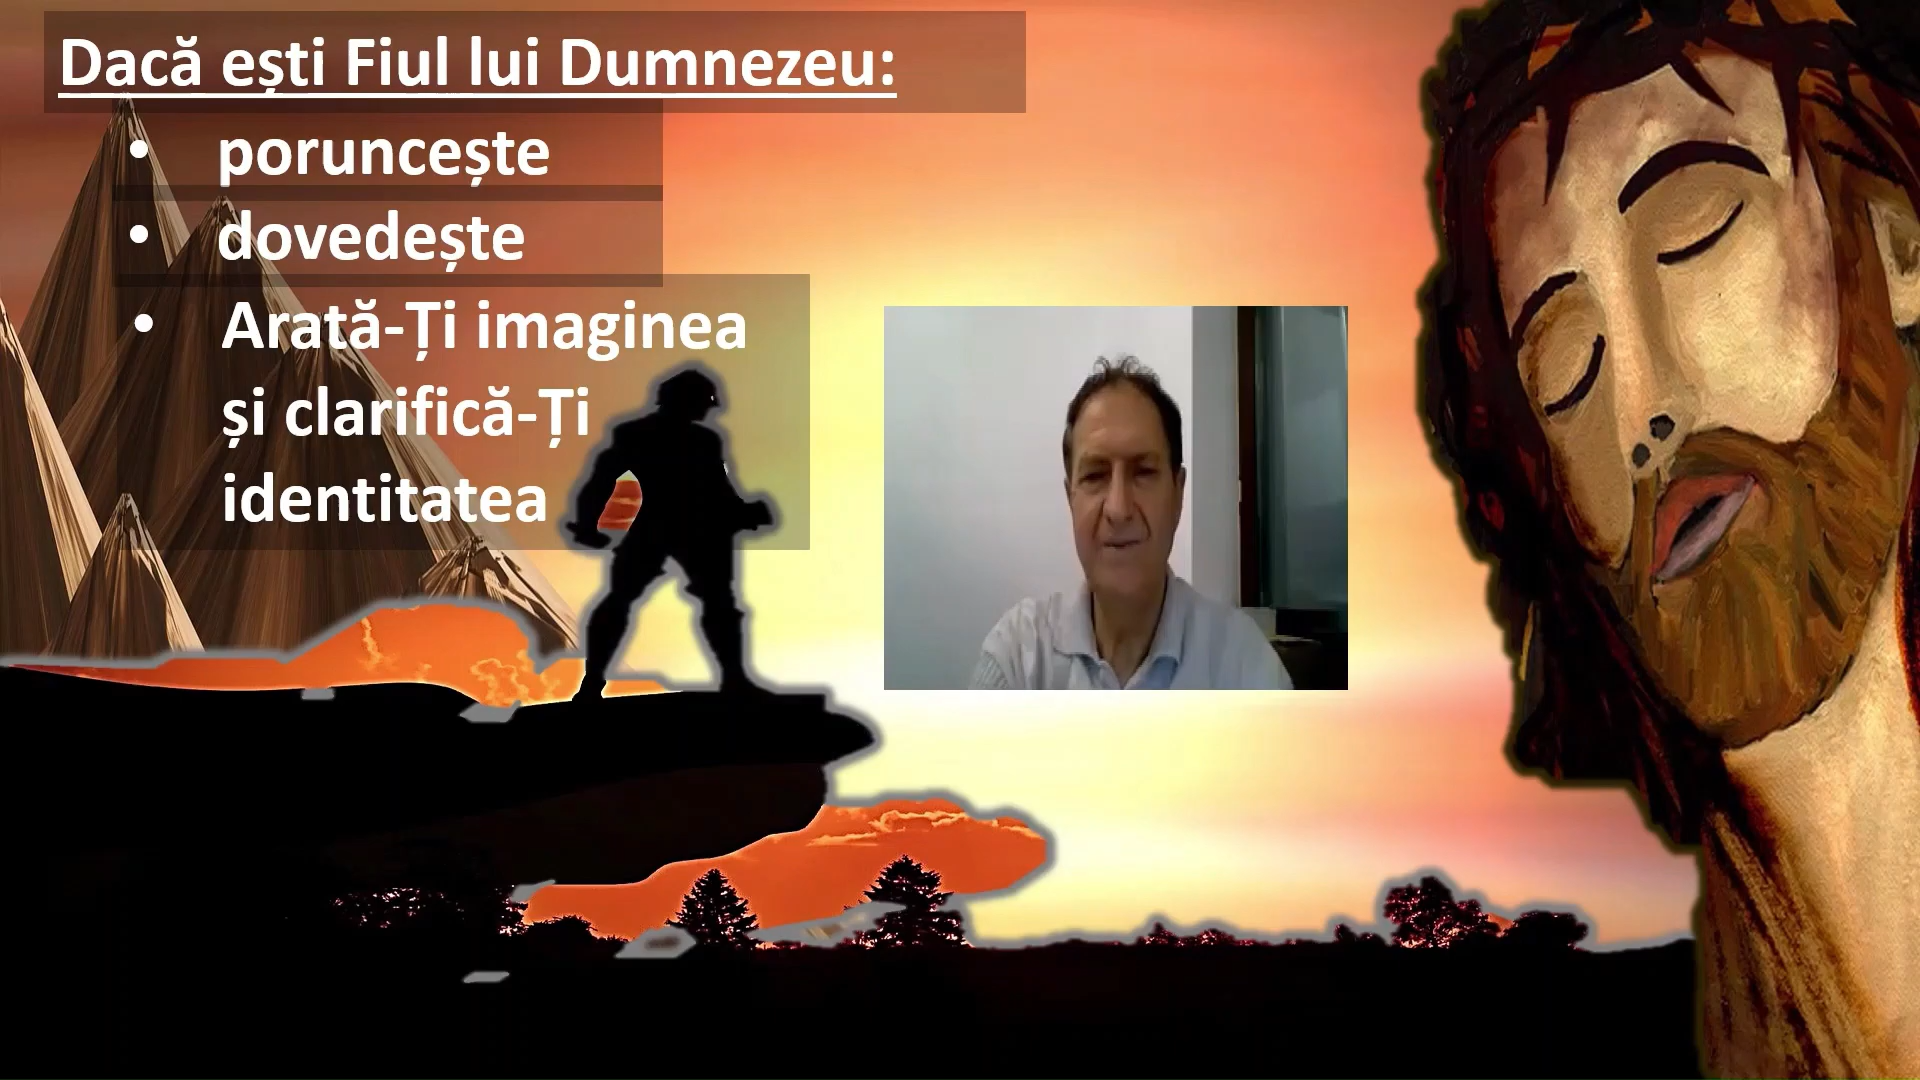 Dacă ești Fiul lui Dumnezeu:
• poruncește
• dovedește
• Arată-Ți imaginea
și clarifică-Ți
identitatea